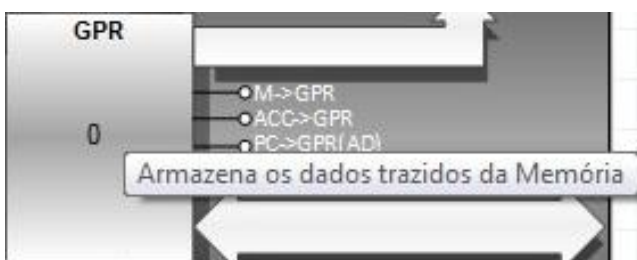 GPR
M->GPR
ACC->GPR
0
PC->GPR(AD)
Armazena os dados trazidos da Memória